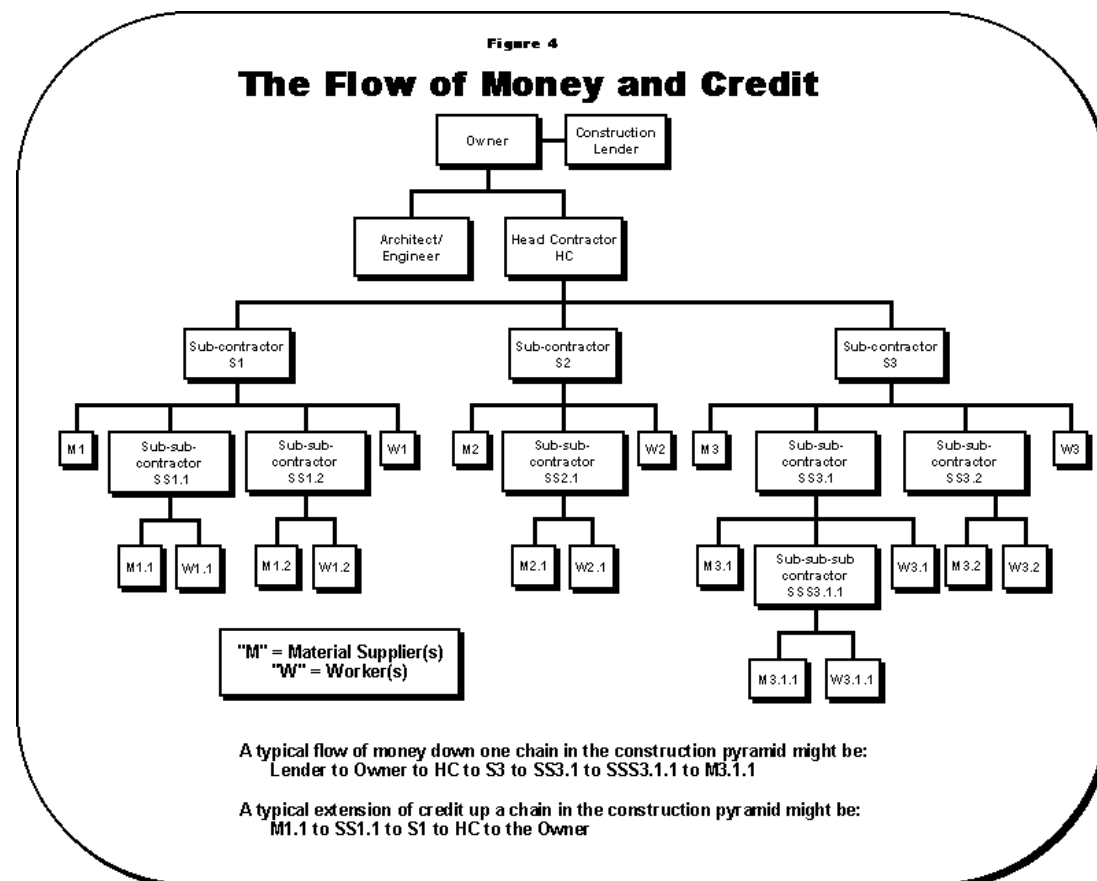 Figure 4
The Flow of Money and Credit
Owner
Construction
Lender
Architect/
Engineer
Head Contractor
HC
Sub-contractor
S1
Sub-contractor
S2
Sub-contractor
S3
M1
Sub-sub-
contractor
SS1.1
Sub-sub-
contractor
SS1.2
W1
M2
Sub-sub-
contractor
SS2.1
W2
M3
Sub-sub-
contractor
SS3.1
Sub-sub-
contractor
SS3.2
W3
M1.1
W1.1
M1.2
W1.2
M2.1
W2.1
M3.1
Sub-sub-sub
contractor
SSS3.1.1
W3.1
M3.2
W3.2
M3.1.1
W3.1.1
"M" = Material Supplier(s)
"W" = Worker(s)
A typical flow of money down one chain in the construction pyramid might be:
Lender to Owner to HC to S3 to SS3.1 to SSS3.1.1 to M3.1.1
A typical extension of credit up a chain in the construction pyramid might be:
M1.1 to SS1.1 to S1 to HC to the Owner